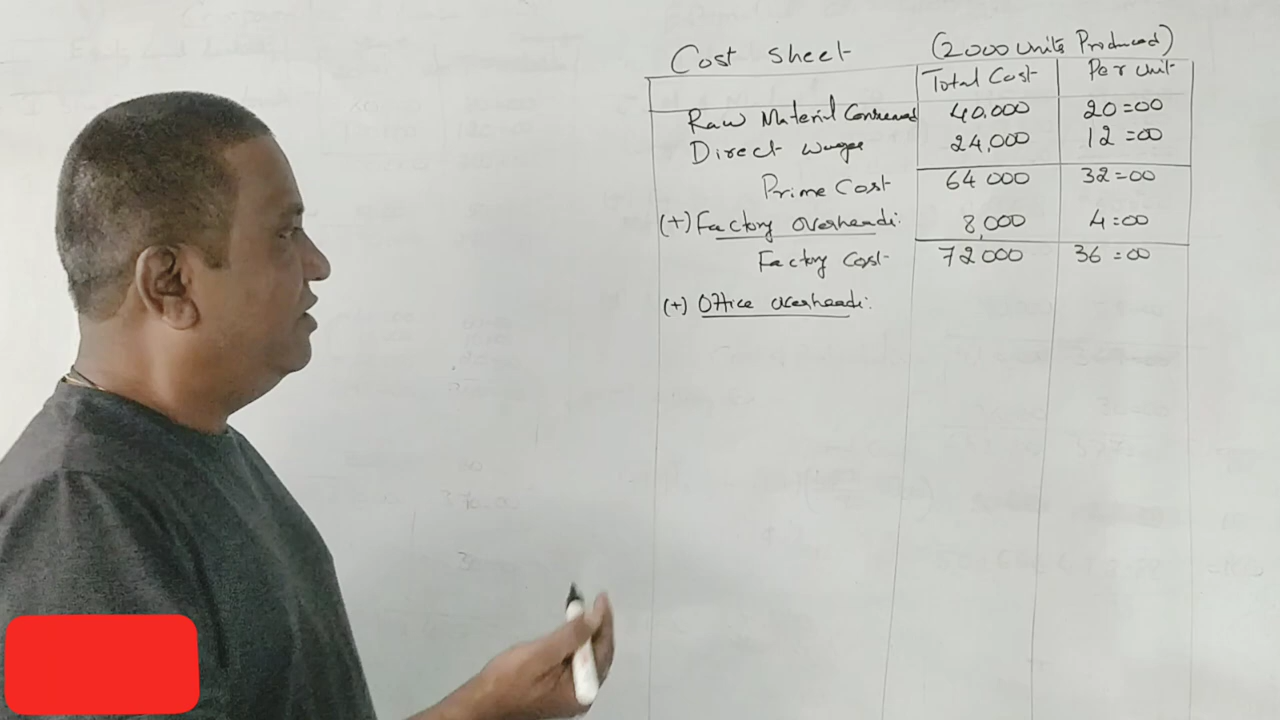 Cost Sheet (2000 units Produced)
Total Cost Per unit
Raw Material Consumed 40,000 20=00
Direct wages 24,000 12=00
Prime Cost 64 000 32=00
(+) Factory overheads: 8,000 4=00
Factory Cost 72 000 36=00
(+) Office overheads: